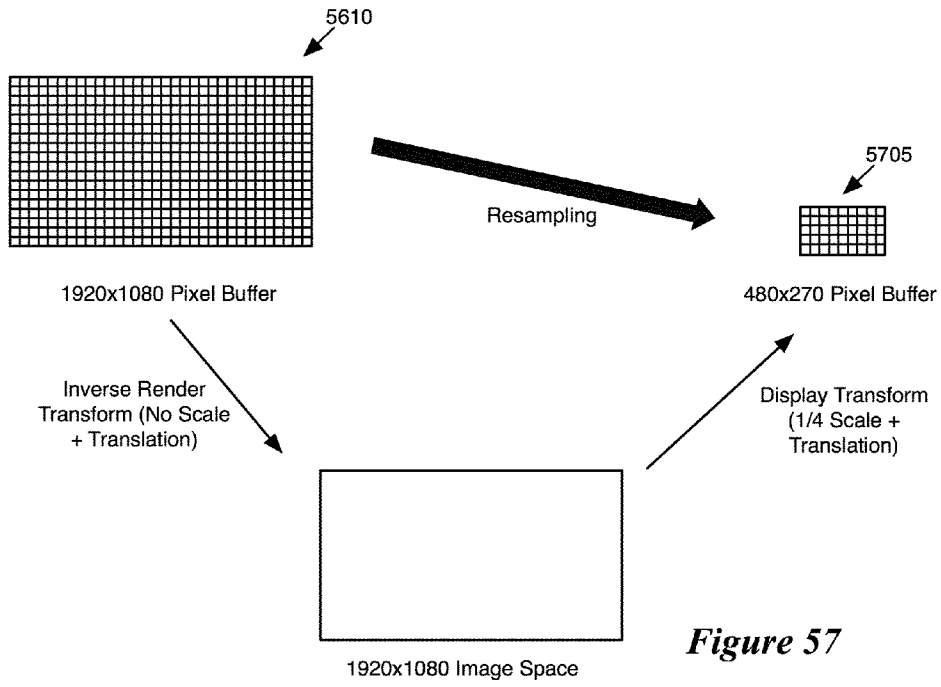 5610
5705
Resampling
1920x1080 Pixel Buffer
480x270 Pixel Buffer
Inverse Render
Transform (No Scale
+ Translation)
Display Transform
(1/4 Scale +
Translation)
1920x1080 Image Space
Figure 57